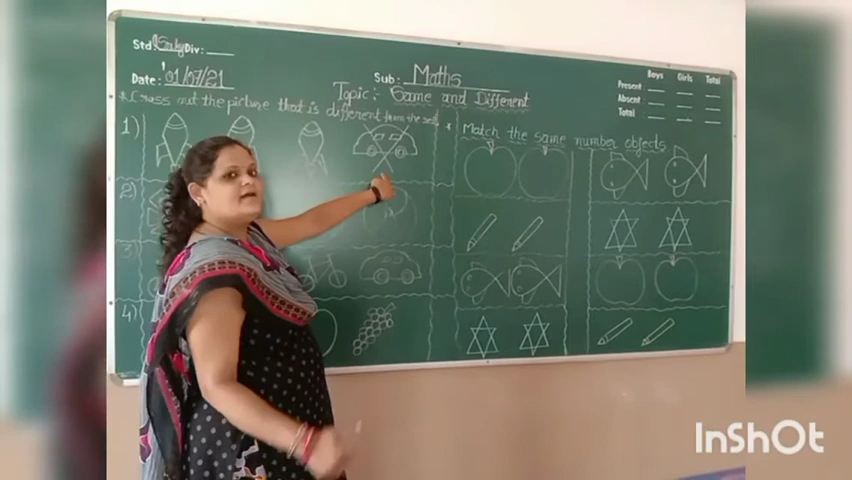 Std: Div:
Date: 01/07/21
Sub: Maths
Boys Girls Total
Present
Absent
Total
Topic: Same and Different
* Cross out the picture that is different from the rest
* Match the same number objects
1)
2)
3)
4)
InShOt